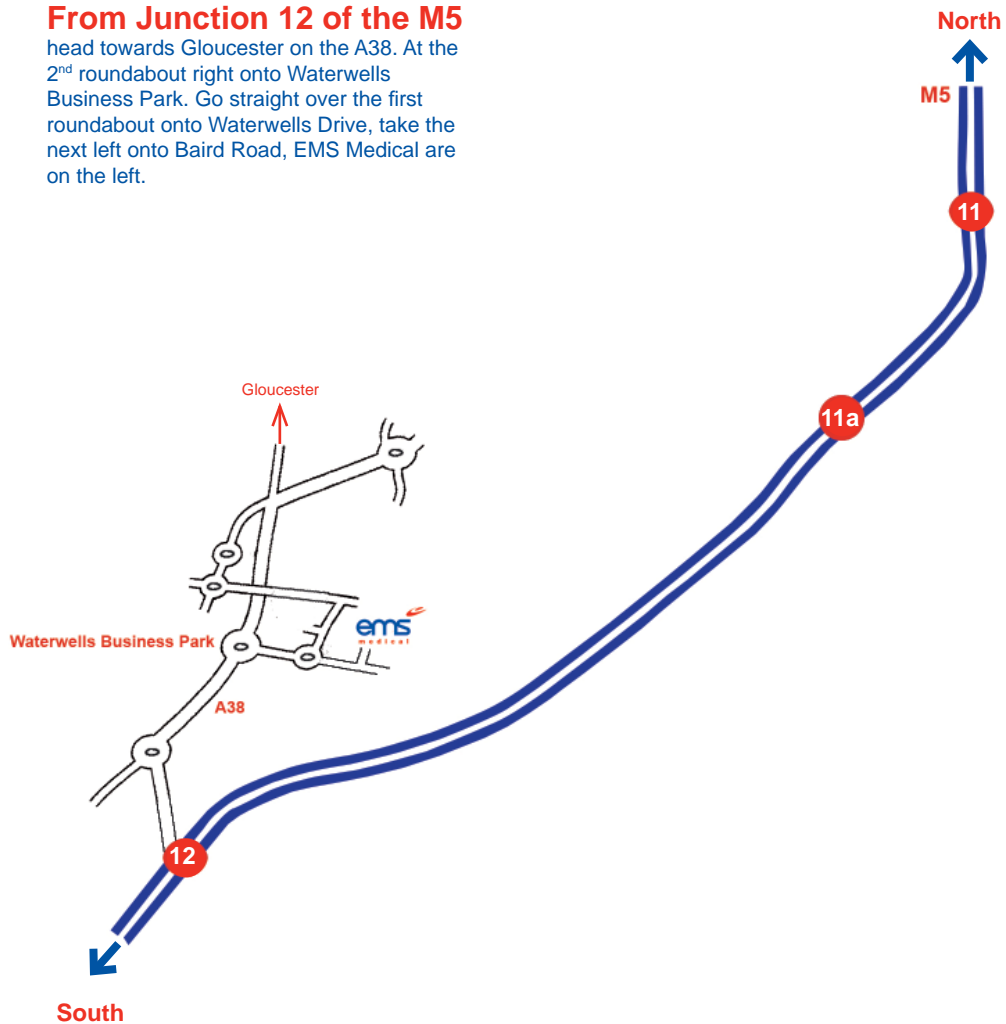 From Junction 12 of the M5
head towards Gloucester on the A38. At the
2nd roundabout right onto Waterwells
Business Park. Go straight over the first
roundabout onto Waterwells Drive, take the
next left onto Baird Road, EMS Medical are
on the left.
North
M5
11
11a
Gloucester
ems
medical
Waterwells Business Park
A38
12
South